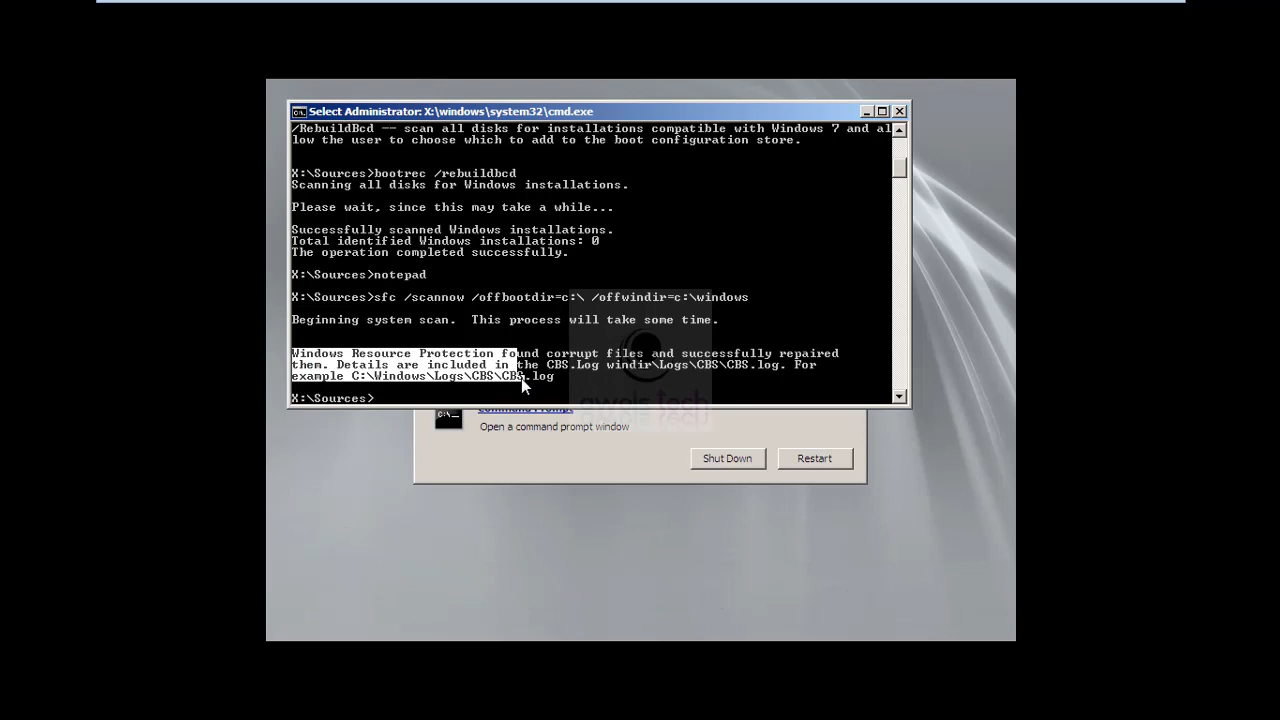 Select Administrator: X:\windows\system32\cmd.exe
/RebuildBcd -- scan all disks for installations compatible with Windows 7 and al
low the user to choose which to add to the boot configuration store.
X:\Sources>bootrec /rebuildbcd
Scanning all disks for Windows installations.
Please wait, since this may take a while...
Successfully scanned Windows installations.
Total identified Windows installations: 0
The operation completed successfully.
X:\Sources>notepad
X:\Sources>sfc /scannow /offbootdir=c:\ /offwindir=c:\windows
Beginning system scan.  This process will take some time.
Windows Resource Protection found corrupt files and successfully repaired
them. Details are included in the CBS.Log windir\Logs\CBS\CBS.log. For
example C:\Windows\Logs\CBS\CBS.log
X:\Sources>
awsis tech
Command Prompt
C:\_
Open a command prompt window
Shut Down
Restart